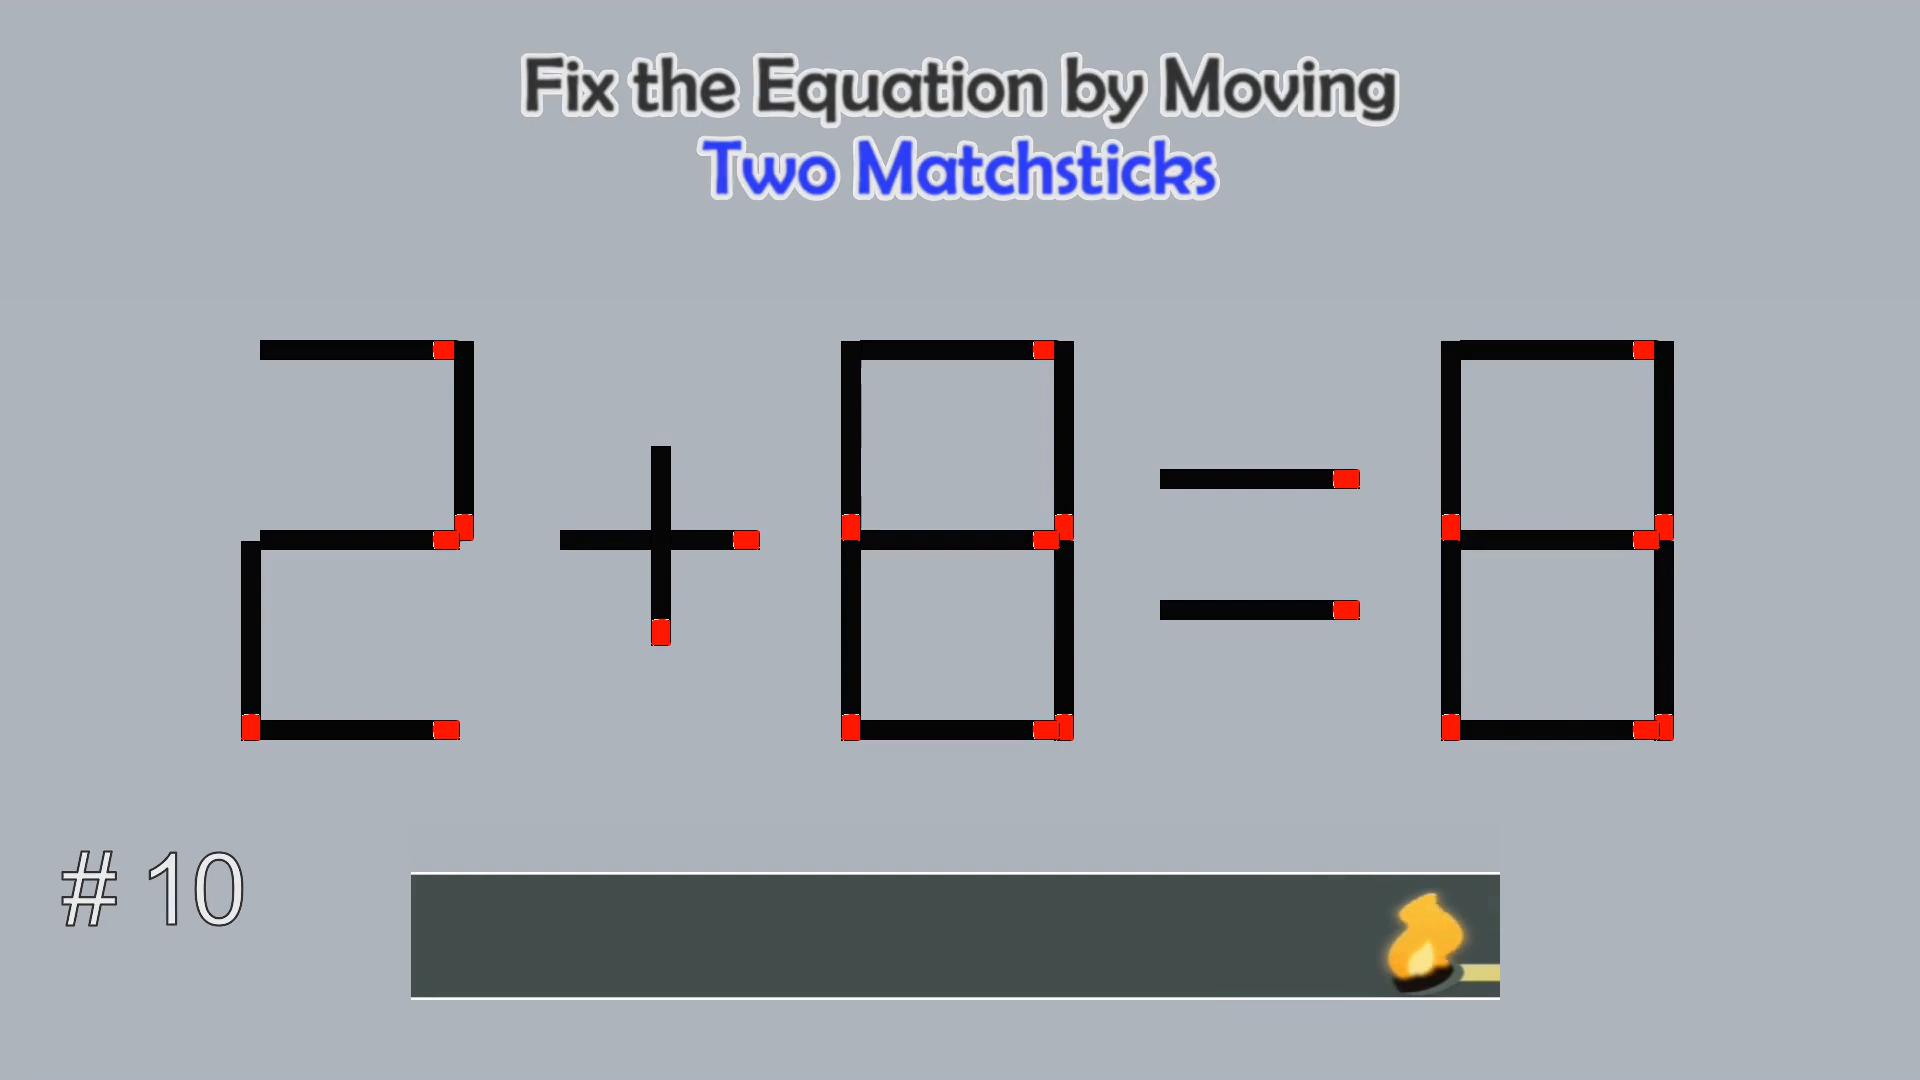 Fix the Equation by Moving
Two Matchsticks
2 + 8 = 8
# 10